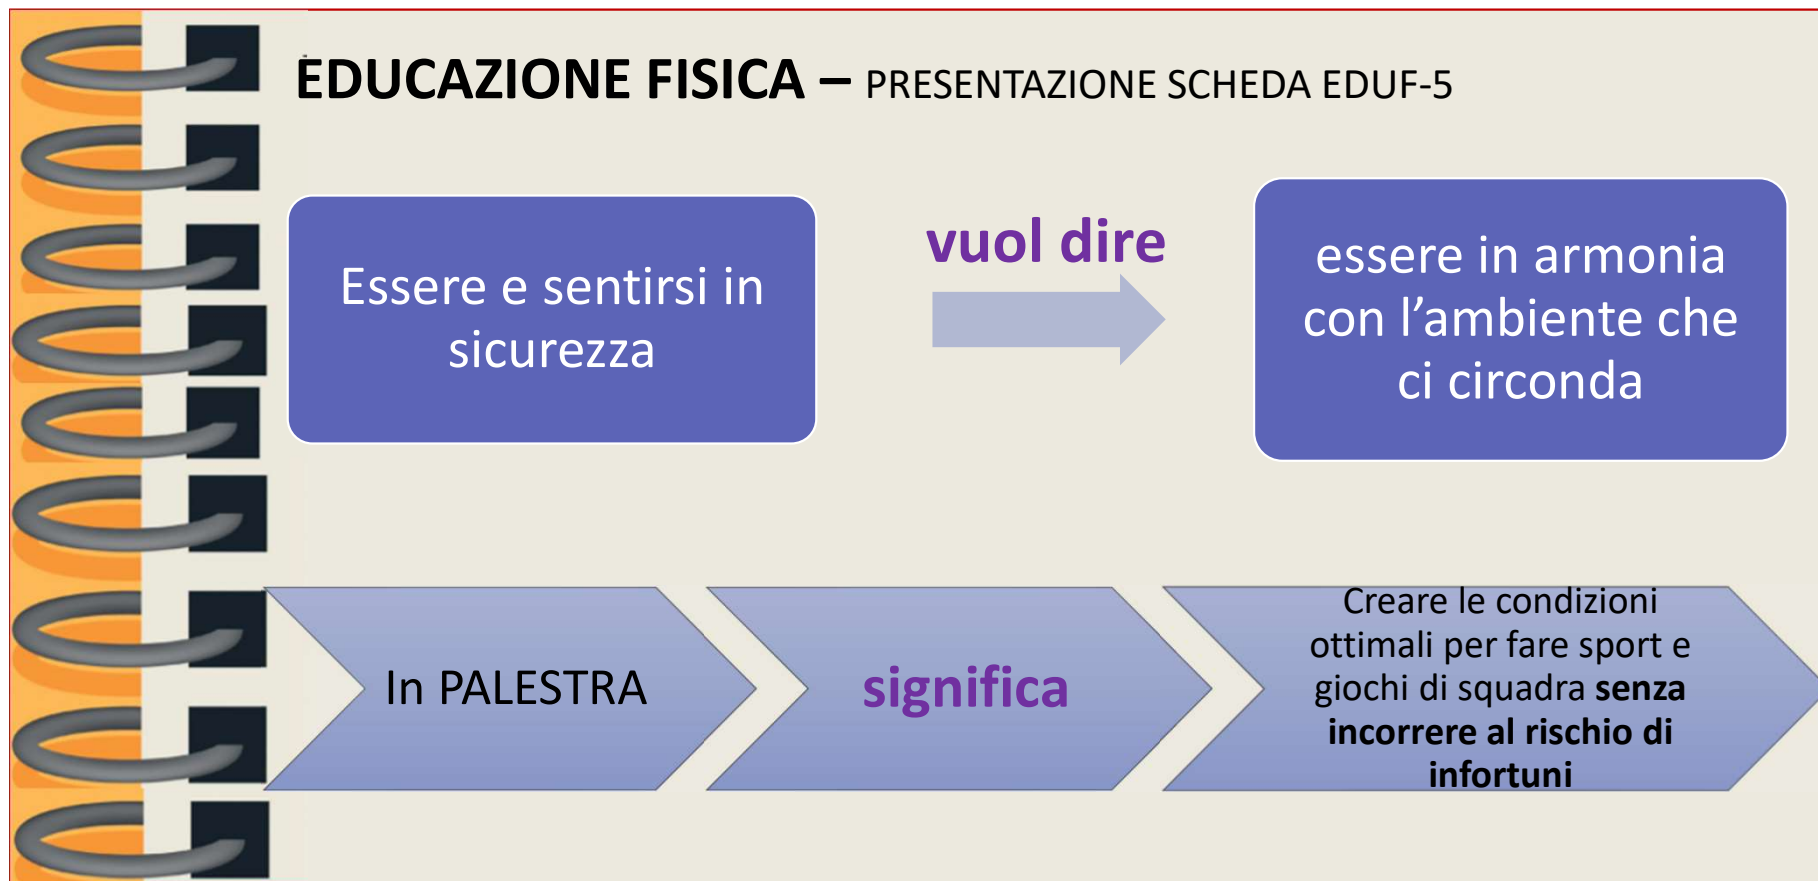 EDUCAZIONE FISICA – PRESENTAZIONE SCHEDA EDUF-5
Essere e sentirsi in
sicurezza
vuol dire
essere in armonia
con l’ambiente che
ci circonda
In PALESTRA
significa
Creare le condizioni
ottimali per fare sport e
giochi di squadra senza
incorrere al rischio di
infortuni